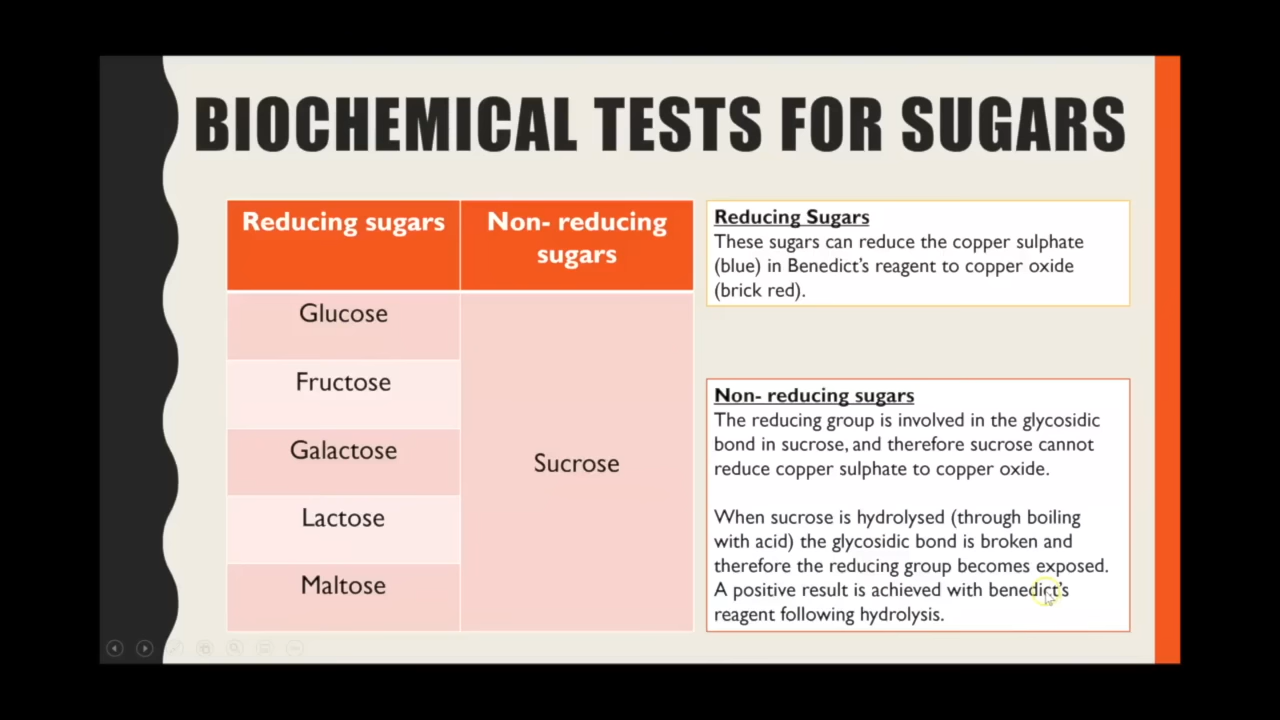 BIOCHEMICAL TESTS FOR SUGARS
Reducing sugars
Non- reducing
sugars
Glucose
Fructose
Galactose
Lactose
Maltose
Sucrose
Reducing Sugars
These sugars can reduce the copper sulphate
(blue) in Benedict's reagent to copper oxide
(brick red).
Non- reducing sugars
The reducing group is involved in the glycosidic
bond in sucrose, and therefore sucrose cannot
reduce copper sulphate to copper oxide.
When sucrose is hydrolysed (through boiling
with acid) the glycosidic bond is broken and
therefore the reducing group becomes exposed.
A positive result is achieved with benedict's
reagent following hydrolysis.